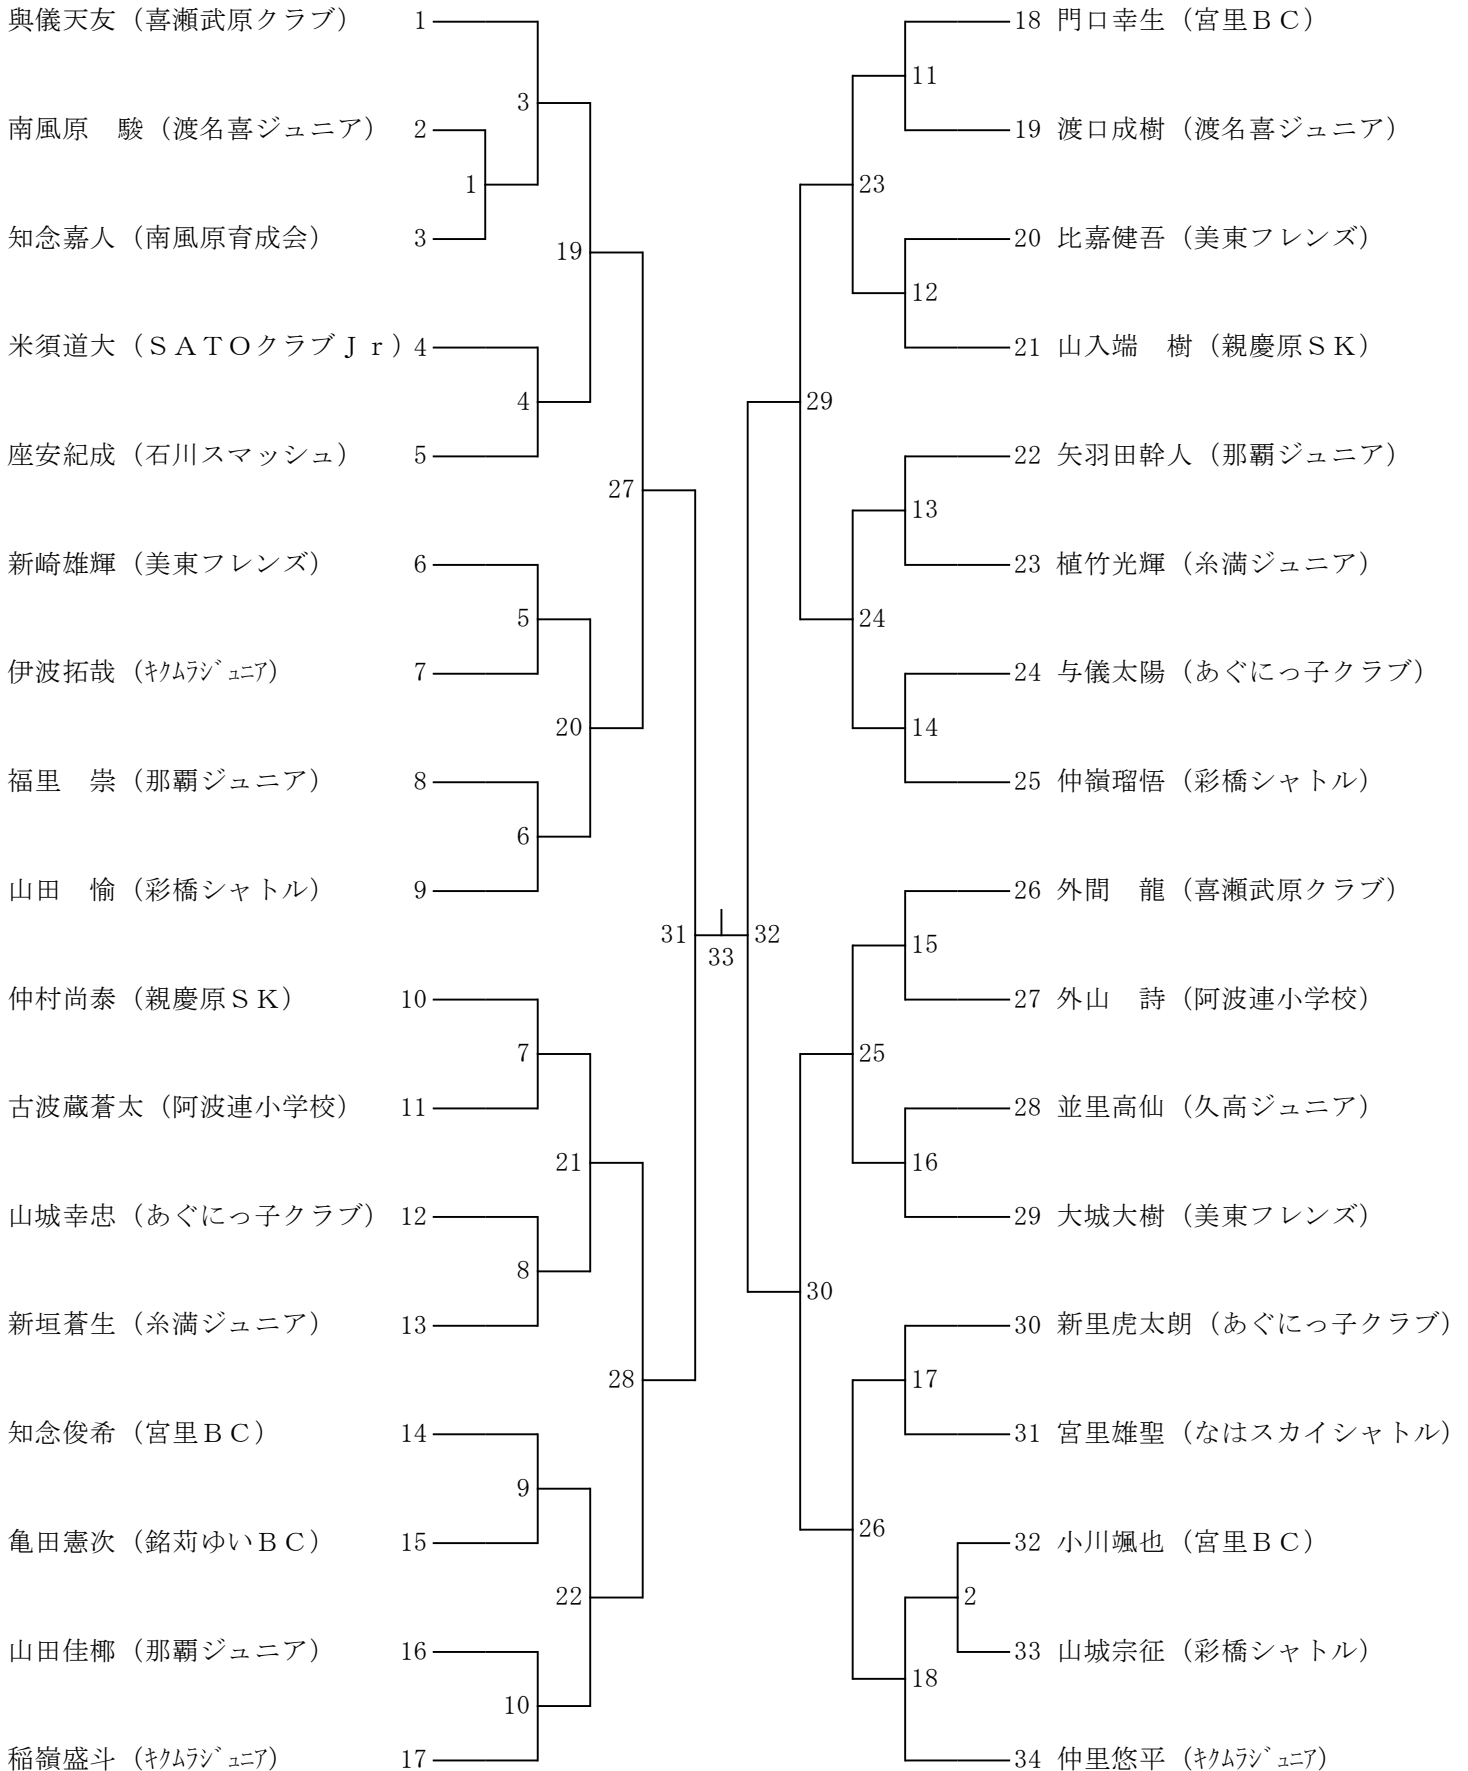 與儀天友（喜瀬武原クラブ） 1
南風原　駿（渡名喜ジュニア） 2
知念嘉人（南風原育成会） 3
米須道大（ＳＡＴＯクラブＪｒ） 4
座安紀成（石川スマッシュ） 5
新崎雄輝（美東フレンズ） 6
伊波拓哉（ｷｸﾑﾗｼﾞｭﾆｱ） 7
福里　崇（那覇ジュニア） 8
山田　愉（彩橋シャトル） 9
仲村尚泰（親慶原ＳＫ） 10
古波蔵蒼太（阿波連小学校） 11
山城幸忠（あぐにっ子クラブ） 12
新垣蒼生（糸満ジュニア） 13
知念俊希（宮里ＢＣ） 14
亀田憲次（銘苅ゆいＢＣ） 15
山田佳椰（那覇ジュニア） 16
稲嶺盛斗（ｷｸﾑﾗｼﾞｭﾆｱ） 17
1
3
4
5
6
7
8
9
10
19
20
21
22
27
28
31
33
32
29
30
23
24
25
26
11
12
13
14
15
16
17
18
2
18 門口幸生（宮里ＢＣ）
19 渡口成樹（渡名喜ジュニア）
20 比嘉健吾（美東フレンズ）
21 山入端　樹（親慶原ＳＫ）
22 矢羽田幹人（那覇ジュニア）
23 植竹光輝（糸満ジュニア）
24 与儀太陽（あぐにっ子クラブ）
25 仲嶺瑠悟（彩橋シャトル）
26 外間　龍（喜瀬武原クラブ）
27 外山　詩（阿波連小学校）
28 並里高仙（久高ジュニア）
29 大城大樹（美東フレンズ）
30 新里虎太朗（あぐにっ子クラブ）
31 宮里雄聖（なはスカイシャトル）
32 小川颯也（宮里ＢＣ）
33 山城宗征（彩橋シャトル）
34 仲里悠平（ｷｸﾑﾗｼﾞｭﾆｱ）